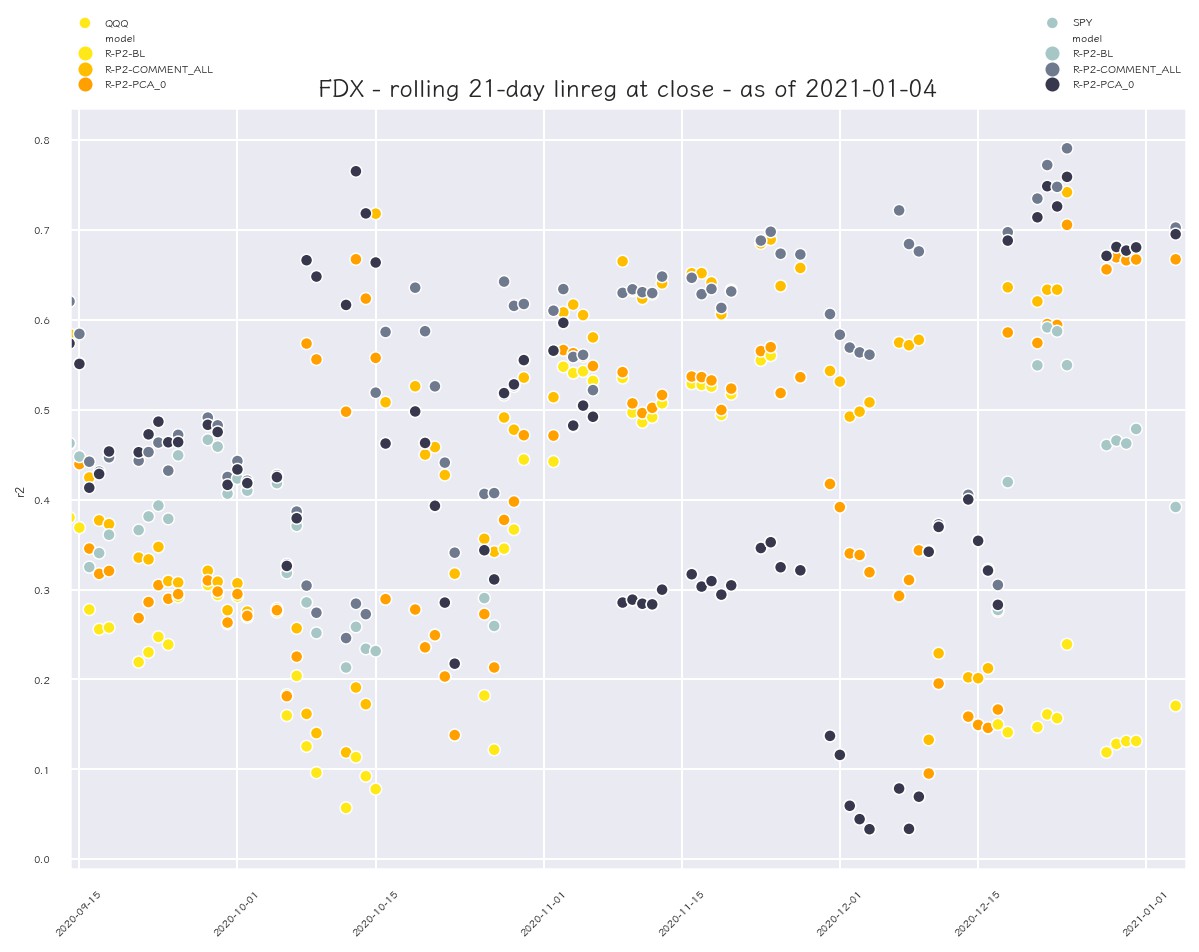 QQQ
model
R-P2-BL
R-P2-COMMENT_ALL
R-P2-PCA_0
SPY
model
R-P2-BL
R-P2-COMMENT_ALL
R-P2-PCA_0
FDX - rolling 21-day linreg at close - as of 2021-01-04
0.8
0.7
0.6
0.5
0.4
0.3
0.2
0.1
0.0
r2
2020-09-15
2020-10-01
2020-10-15
2020-11-01
2020-11-15
2020-12-01
2020-12-15
2021-01-01